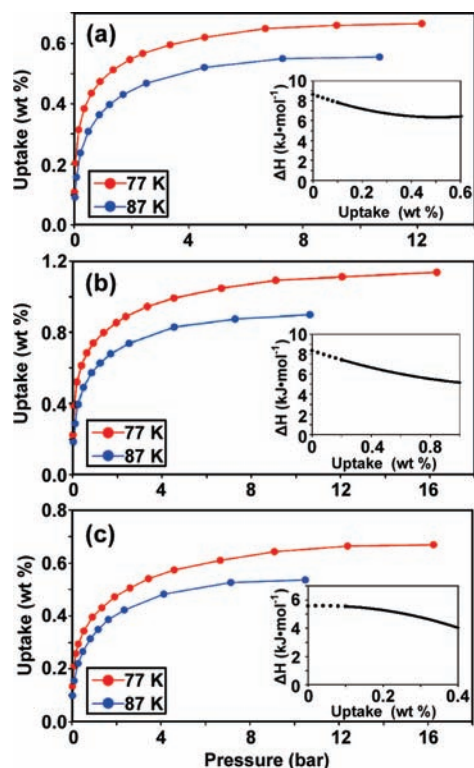 (a)
Uptake (wt %)
0.6
0.4
0.2
0.0
77 K
87 K
0 4 8 12
ΔH (kJ•mol⁻¹)
10
8
6
4
2
0
0 0.2 0.4 0.6
Uptake (wt %)
(b)
Uptake (wt %)
1.2
0.8
0.4
0.0
77 K
87 K
0 4 8 12 16
ΔH (kJ•mol⁻¹)
10
8
6
4
2
0
0 0.4 0.8
Uptake (wt %)
(c)
Uptake (wt %)
0.8
0.6
0.4
0.2
0.0
77 K
87 K
0 4 8 12 16
Pressure (bar)
ΔH (kJ•mol⁻¹)
8
6
4
2
0
0 0.2 0.4
Uptake (wt %)